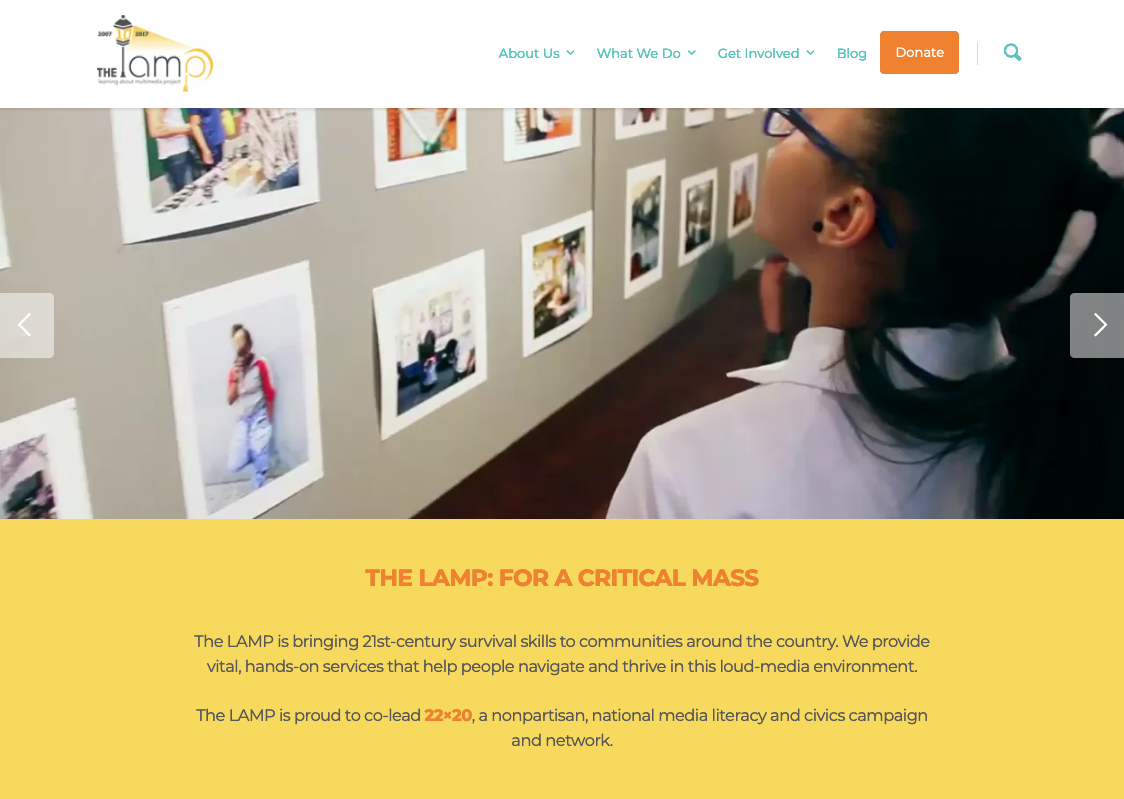 2007 2017
THE lamp
learning about multimedia project
About Us
What We Do
Get Involved
Blog
Donate
THE LAMP: FOR A CRITICAL MASS
The LAMP is bringing 21st-century survival skills to communities around the country. We provide
vital, hands-on services that help people navigate and thrive in this loud-media environment.
The LAMP is proud to co-lead 22×20, a nonpartisan, national media literacy and civics campaign
and network.